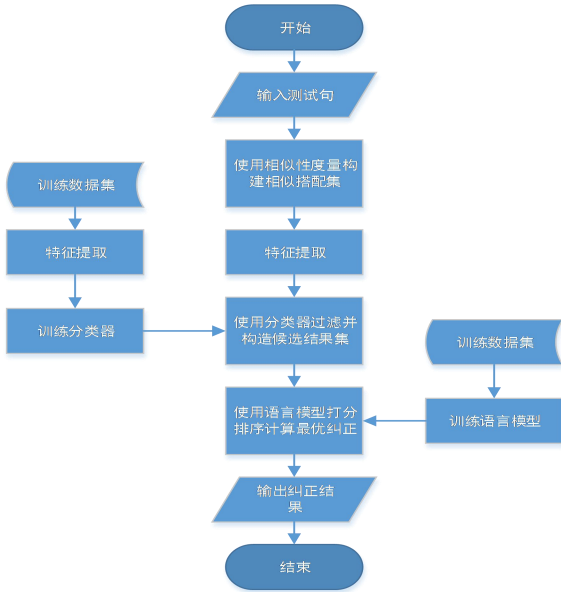 开始
输入测试句
使用相似性度量构
建相似搭配集
训练数据集
特征提取
特征提取
训练分类器
使用分类器过滤并
构造候选结果集
训练数据集
使用语言模型打分
排序计算最优纠正
训练语言模型
输出纠正结
果
结束